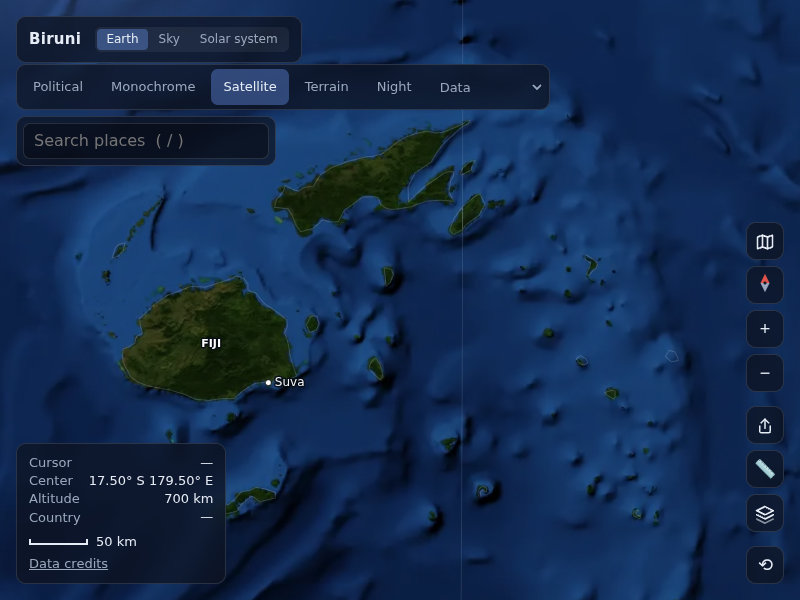 Biruni Earth Sky Solar system
Political Monochrome Satellite Terrain Night Data
Search places ( / )
FIJI
Suva
Cursor —
Center 17.50° S 179.50° E
Altitude 700 km
Country —
50 km
Data credits
+
−